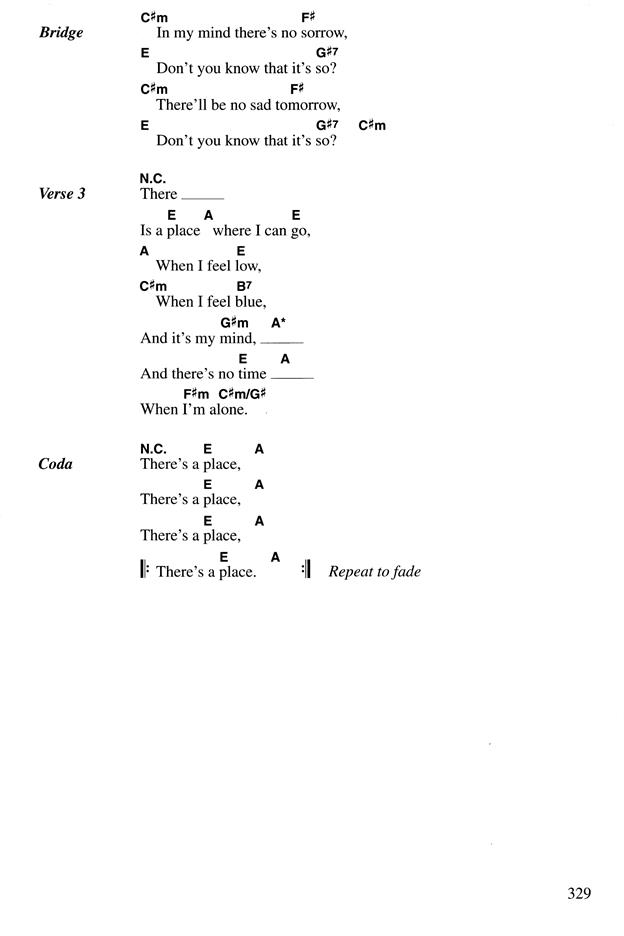 C♯m F♯
Bridge In my mind there's no sorrow,
E G♯7
Don't you know that it's so?
C♯m F♯
There'll be no sad tomorrow,
E G♯7 C♯m
Don't you know that it's so?
N.C.
Verse 3 There _____
E A E
Is a place where I can go,
A E
When I feel low,
C♯m B7
When I feel blue,
G♯m A*
And it's my mind, _____
E A
And there's no time _____
F♯m C♯m/G♯
When I'm alone.
N.C. E A
Coda There's a place,
E A
There's a place,
E A
There's a place,
E A
𝄆 There's a place. 𝄇 Repeat to fade
329